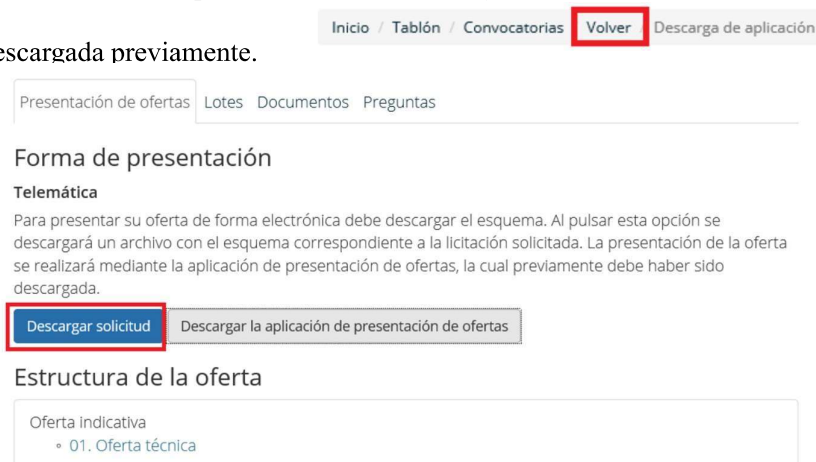 Inicio / Tablón / Convocatorias Volver / Descarga de aplicación
escargada previamente.
Presentación de ofertas Lotes Documentos Preguntas
Forma de presentación
Telemática
Para presentar su oferta de forma electrónica debe descargar el esquema. Al pulsar esta opción se
descargará un archivo con el esquema correspondiente a la licitación solicitada. La presentación de la oferta
se realizará mediante la aplicación de presentación de ofertas, la cual previamente debe haber sido
descargada.
Descargar solicitud Descargar la aplicación de presentación de ofertas
Estructura de la oferta
Oferta indicativa
◦ 01. Oferta técnica